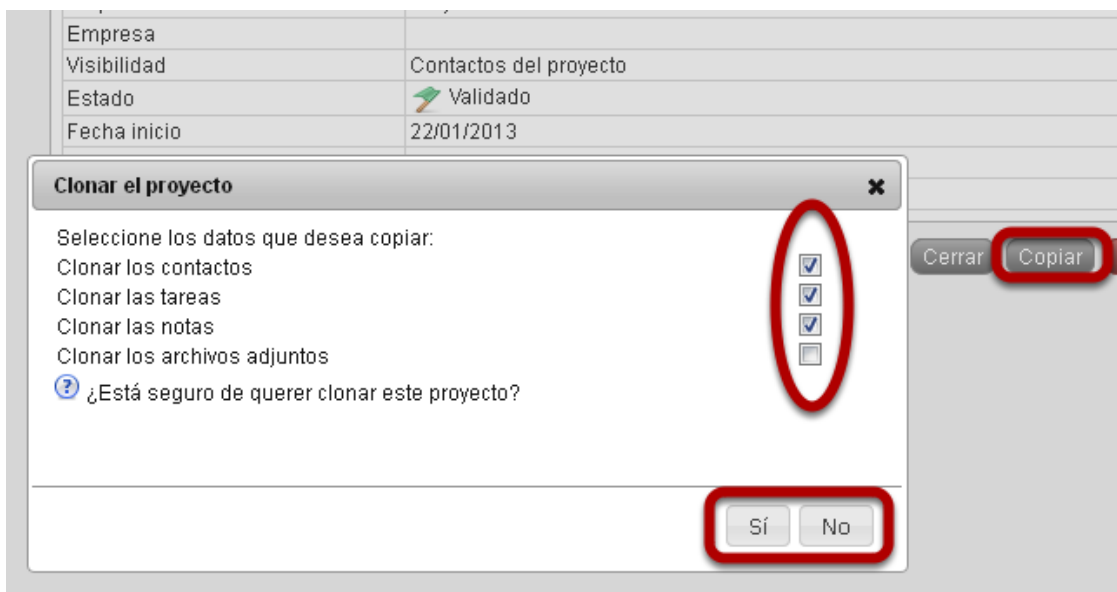 Empresa
Visibilidad Contactos del proyecto
Estado Validado
Fecha inicio 22/01/2013
Clonar el proyecto
Seleccione los datos que desea copiar:
Clonar los contactos
Clonar las tareas
Clonar las notas
Clonar los archivos adjuntos
¿Está seguro de querer clonar este proyecto?
Sí No
Cerrar Copiar